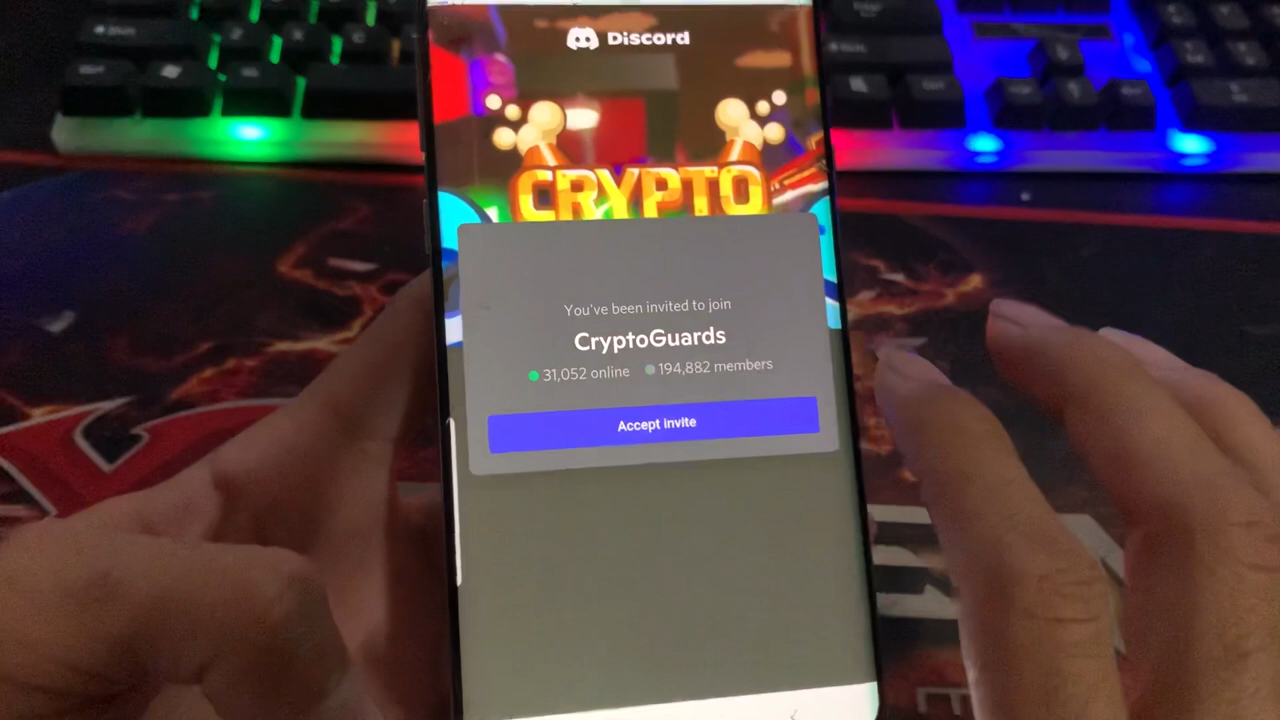 Discord
CRYPTO
You've been invited to join
CryptoGuards
31,052 online 194,882 members
Accept Invite